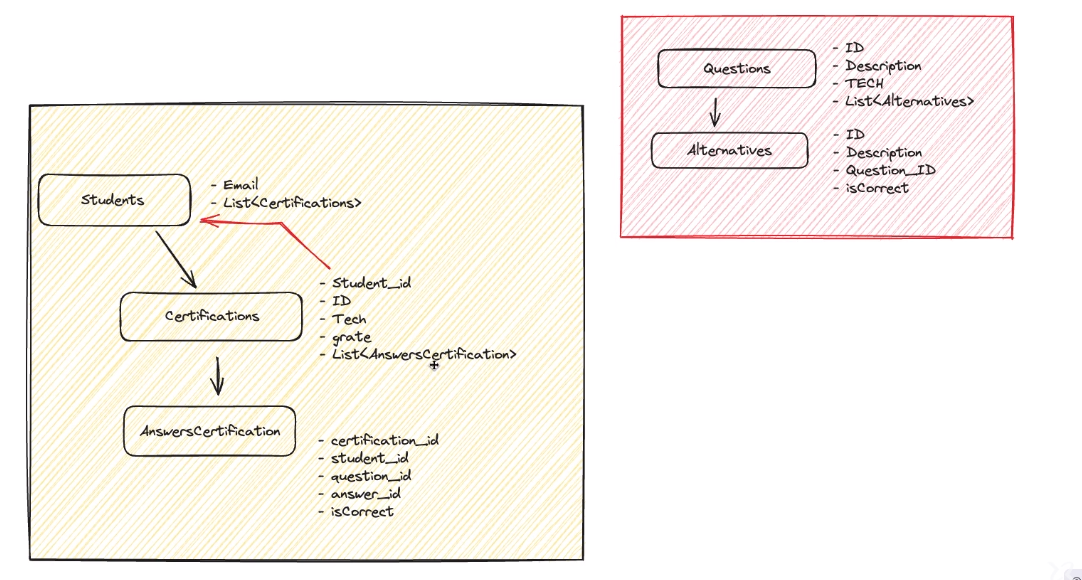 Students
- Email
- List<Certifications>
Certifications
- Student_id
- ID
- Tech
- grate
- List<AnswersCertification>
AnswersCertification
- certification_id
- student_id
- question_id
- answer_id
- isCorrect
Questions
- ID
- Description
- TECH
- List<Alternatives>
Alternatives
- ID
- Description
- Question_ID
- isCorrect